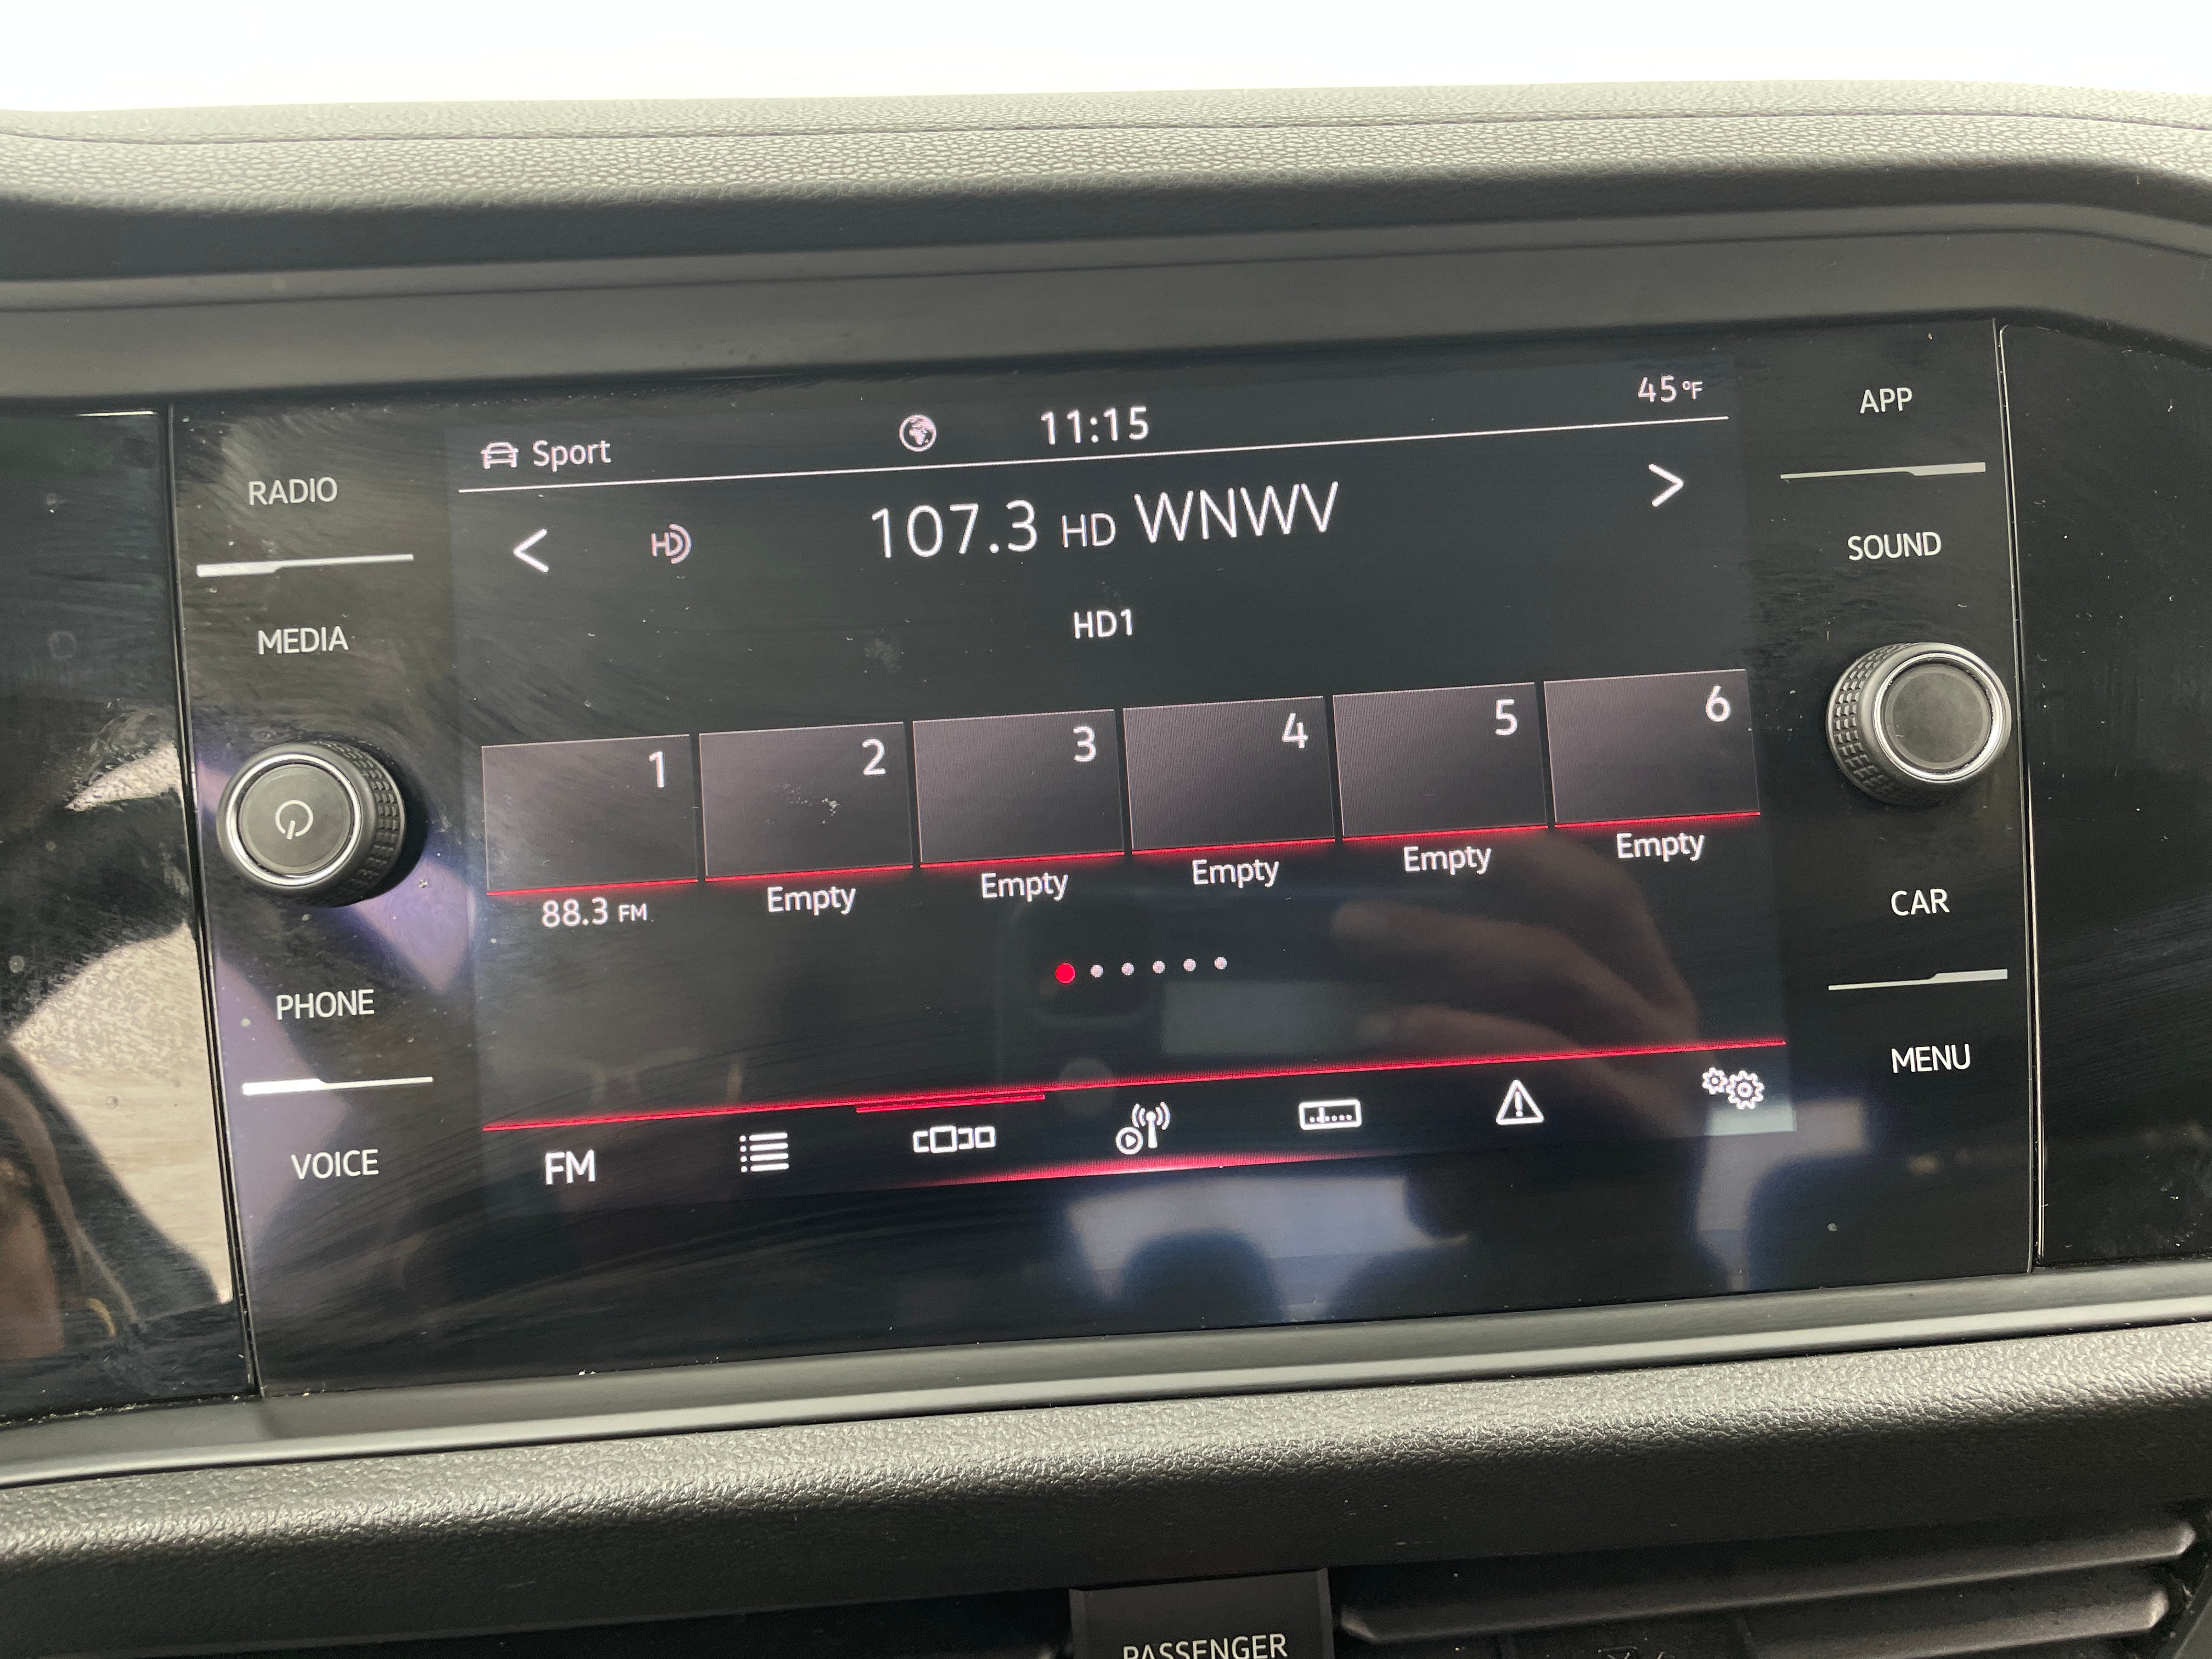 Sport 11:15 45°F
107.3 HD WNWV
HD1
1 2 3 4 5 6
88.3 FM Empty Empty Empty Empty Empty
FM
RADIO
MEDIA
PHONE
VOICE
APP
SOUND
CAR
MENU
PASSENGER